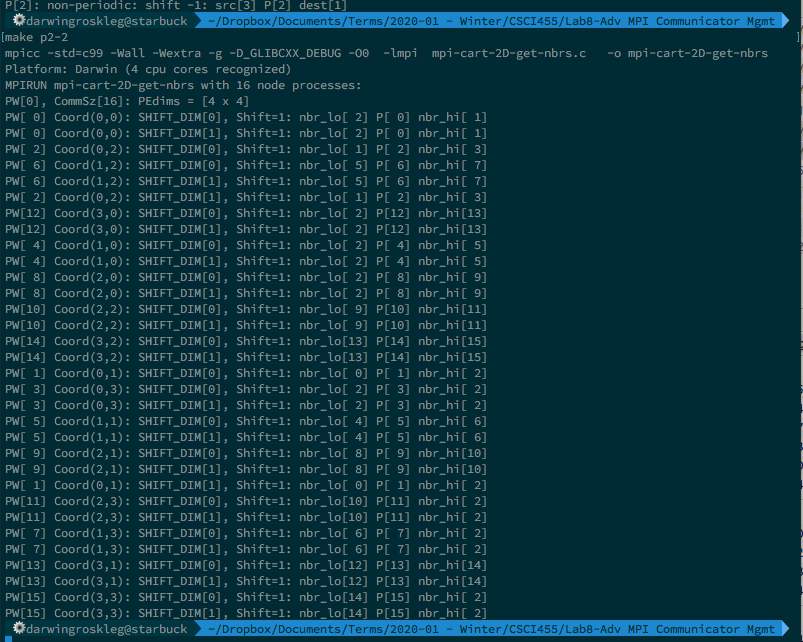 P[2]: non-periodic: shift -1: src[3] P[2] dest[1]
darwingroskleg@starbuck ~/Dropbox/Documents/Terms/2020-01 - Winter/CSCI455/Lab8-Adv MPI Communicator Mgmt
[make p2-2 ]
mpicc -std=c99 -Wall -Wextra -g -D_GLIBCXX_DEBUG -O0 -lmpi mpi-cart-2D-get-nbrs.c -o mpi-cart-2D-get-nbrs
Platform: Darwin (4 cpu cores recognized)
MPIRUN mpi-cart-2D-get-nbrs with 16 node processes:
PW[0], CommSz[16]: PEdims = [4 x 4]
PW[ 0] Coord(0,0): SHIFT_DIM[0], Shift=1: nbr_lo[ 2] P[ 0] nbr_hi[ 1]
PW[ 0] Coord(0,0): SHIFT_DIM[1], Shift=1: nbr_lo[ 2] P[ 0] nbr_hi[ 1]
PW[ 2] Coord(0,2): SHIFT_DIM[0], Shift=1: nbr_lo[ 1] P[ 2] nbr_hi[ 3]
PW[ 6] Coord(1,2): SHIFT_DIM[0], Shift=1: nbr_lo[ 5] P[ 6] nbr_hi[ 7]
PW[ 6] Coord(1,2): SHIFT_DIM[1], Shift=1: nbr_lo[ 5] P[ 6] nbr_hi[ 7]
PW[ 2] Coord(0,2): SHIFT_DIM[1], Shift=1: nbr_lo[ 1] P[ 2] nbr_hi[ 3]
PW[12] Coord(3,0): SHIFT_DIM[0], Shift=1: nbr_lo[ 2] P[12] nbr_hi[13]
PW[12] Coord(3,0): SHIFT_DIM[1], Shift=1: nbr_lo[ 2] P[12] nbr_hi[13]
PW[ 4] Coord(1,0): SHIFT_DIM[0], Shift=1: nbr_lo[ 2] P[ 4] nbr_hi[ 5]
PW[ 4] Coord(1,0): SHIFT_DIM[1], Shift=1: nbr_lo[ 2] P[ 4] nbr_hi[ 5]
PW[ 8] Coord(2,0): SHIFT_DIM[0], Shift=1: nbr_lo[ 2] P[ 8] nbr_hi[ 9]
PW[ 8] Coord(2,0): SHIFT_DIM[1], Shift=1: nbr_lo[ 2] P[ 8] nbr_hi[ 9]
PW[10] Coord(2,2): SHIFT_DIM[0], Shift=1: nbr_lo[ 9] P[10] nbr_hi[11]
PW[10] Coord(2,2): SHIFT_DIM[1], Shift=1: nbr_lo[ 9] P[10] nbr_hi[11]
PW[14] Coord(3,2): SHIFT_DIM[0], Shift=1: nbr_lo[13] P[14] nbr_hi[15]
PW[14] Coord(3,2): SHIFT_DIM[1], Shift=1: nbr_lo[13] P[14] nbr_hi[15]
PW[ 1] Coord(0,1): SHIFT_DIM[0], Shift=1: nbr_lo[ 0] P[ 1] nbr_hi[ 2]
PW[ 3] Coord(0,3): SHIFT_DIM[0], Shift=1: nbr_lo[ 2] P[ 3] nbr_hi[ 2]
PW[ 3] Coord(0,3): SHIFT_DIM[1], Shift=1: nbr_lo[ 2] P[ 3] nbr_hi[ 2]
PW[ 5] Coord(1,1): SHIFT_DIM[0], Shift=1: nbr_lo[ 4] P[ 5] nbr_hi[ 6]
PW[ 5] Coord(1,1): SHIFT_DIM[1], Shift=1: nbr_lo[ 4] P[ 5] nbr_hi[ 6]
PW[ 9] Coord(2,1): SHIFT_DIM[0], Shift=1: nbr_lo[ 8] P[ 9] nbr_hi[10]
PW[ 9] Coord(2,1): SHIFT_DIM[1], Shift=1: nbr_lo[ 8] P[ 9] nbr_hi[10]
PW[ 1] Coord(0,1): SHIFT_DIM[1], Shift=1: nbr_lo[ 0] P[ 1] nbr_hi[ 2]
PW[11] Coord(2,3): SHIFT_DIM[0], Shift=1: nbr_lo[10] P[11] nbr_hi[ 2]
PW[11] Coord(2,3): SHIFT_DIM[1], Shift=1: nbr_lo[10] P[11] nbr_hi[ 2]
PW[ 7] Coord(1,3): SHIFT_DIM[0], Shift=1: nbr_lo[ 6] P[ 7] nbr_hi[ 2]
PW[ 7] Coord(1,3): SHIFT_DIM[1], Shift=1: nbr_lo[ 6] P[ 7] nbr_hi[ 2]
PW[13] Coord(3,1): SHIFT_DIM[0], Shift=1: nbr_lo[12] P[13] nbr_hi[14]
PW[13] Coord(3,1): SHIFT_DIM[1], Shift=1: nbr_lo[12] P[13] nbr_hi[14]
PW[15] Coord(3,3): SHIFT_DIM[0], Shift=1: nbr_lo[14] P[15] nbr_hi[ 2]
PW[15] Coord(3,3): SHIFT_DIM[1], Shift=1: nbr_lo[14] P[15] nbr_hi[ 2]
darwingroskleg@starbuck ~/Dropbox/Documents/Terms/2020-01 - Winter/CSCI455/Lab8-Adv MPI Communicator Mgmt